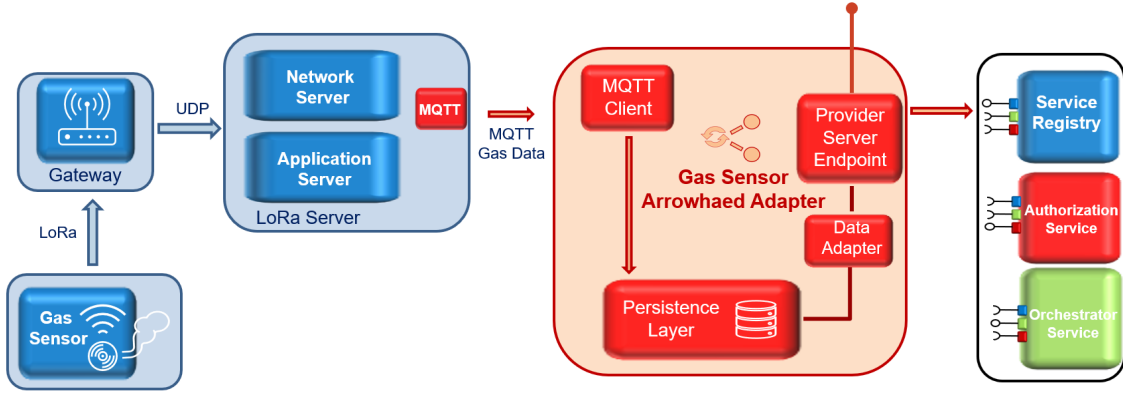 Gateway
LoRa
Gas
Sensor
UDP
Network
Server
Application
Server
LoRa Server
MQTT
MQTT
Gas Data
MQTT
Client
Provider
Server
Endpoint
Gas Sensor
Arrowhaed Adapter
Data
Adapter
Persistence
Layer
Service
Registry
Authorization
Service
Orchestrator
Service